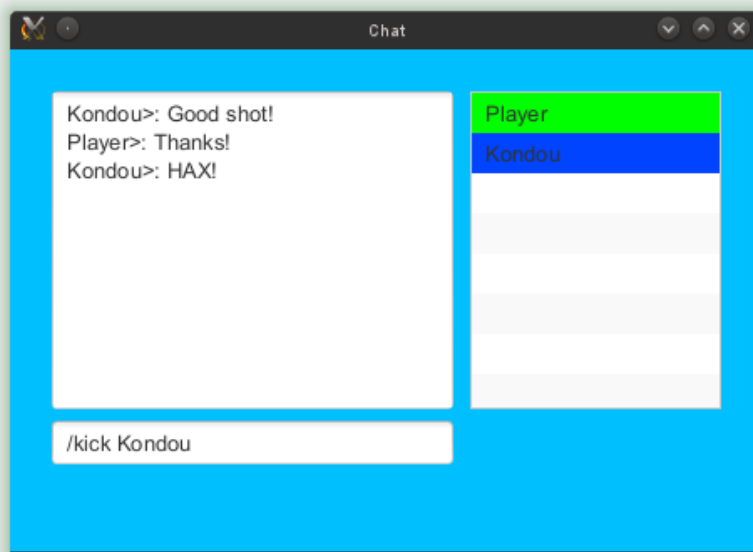 Chat
Kondou>: Good shot!
Player>: Thanks!
Kondou>: HAX!
Player
Kondou
/kick Kondou